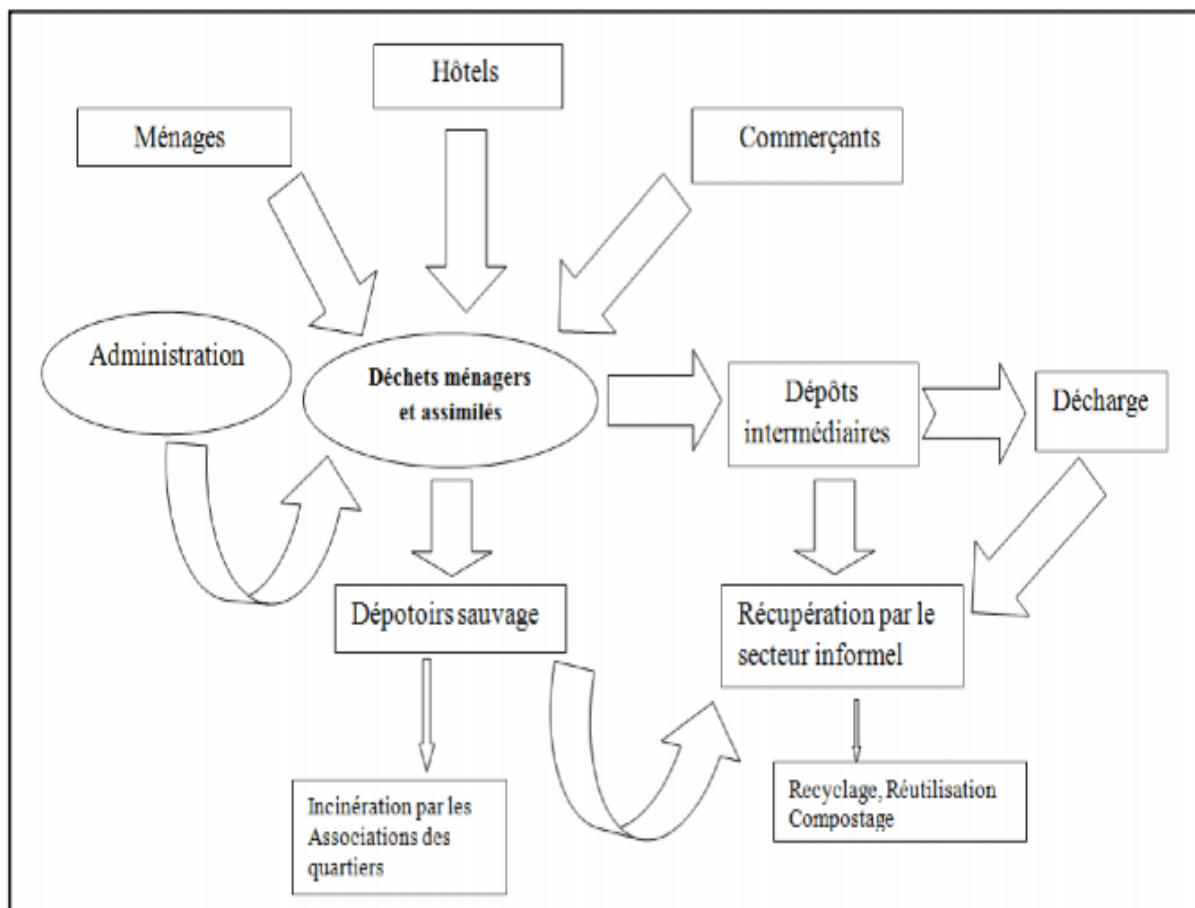 Hôtels
Ménages
Commerçants
Administration
Déchets ménagers
et assimilés
Dépôts
intermédiaires
Décharge
Dépotoirs sauvage
Récupération par le
secteur informel
Incinération par les
Associations des
quartiers
Recyclage, Réutilisation
Compostage